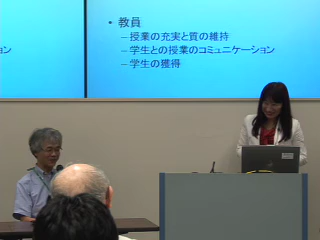 • 教員
– 授業の充実と質の維持
– 学生との授業のコミュニケーション
– 学生の獲得
ョン